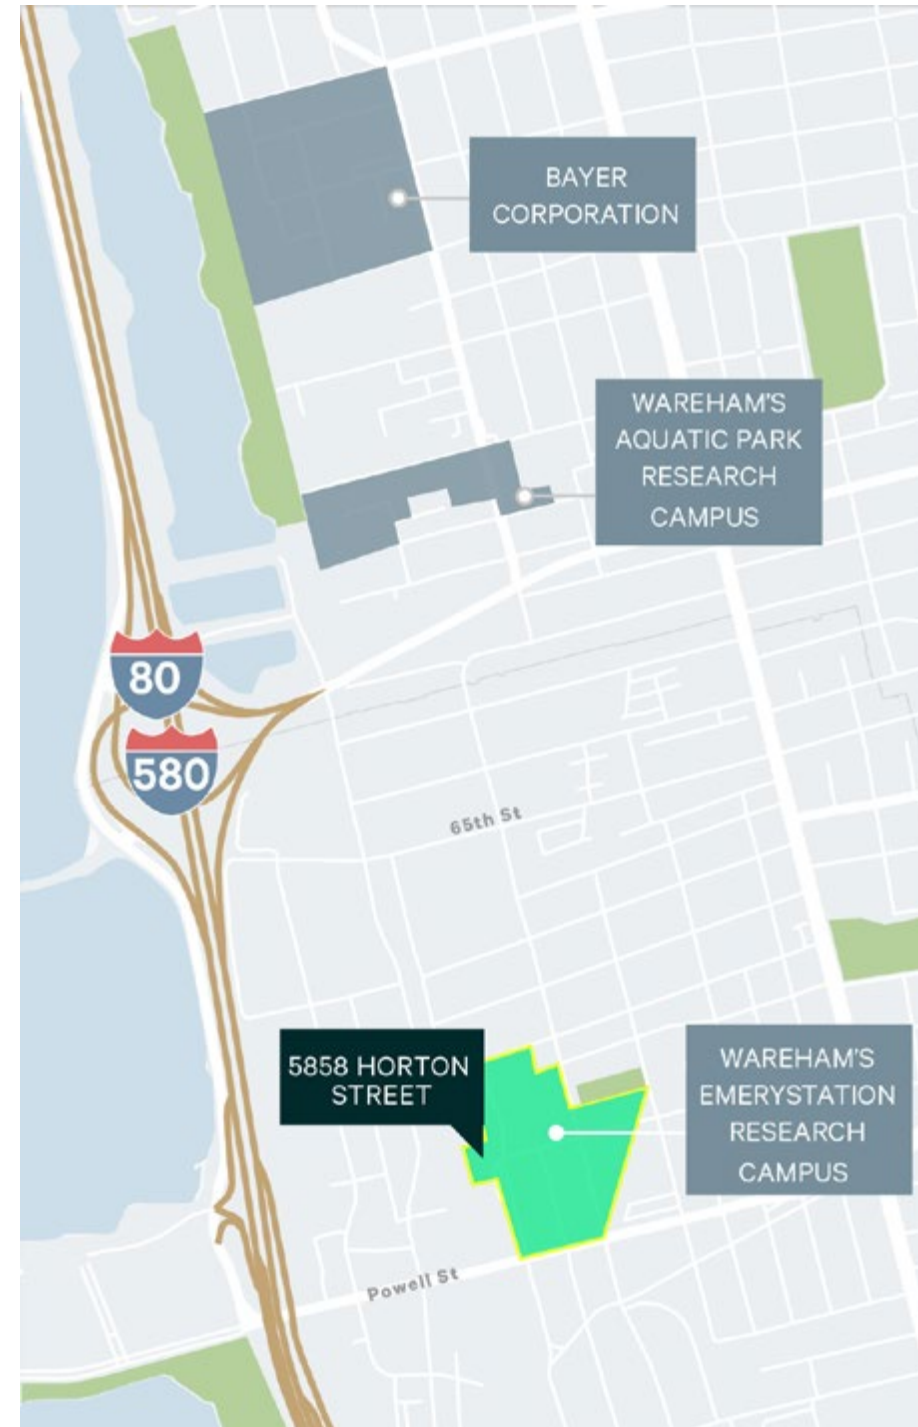 BAYER
CORPORATION
WAREHAM'S
AQUATIC PARK
RESEARCH
CAMPUS
80
580
65th St
5858 HORTON
STREET
WAREHAM'S
EMERYSTATION
RESEARCH
CAMPUS
Powell St